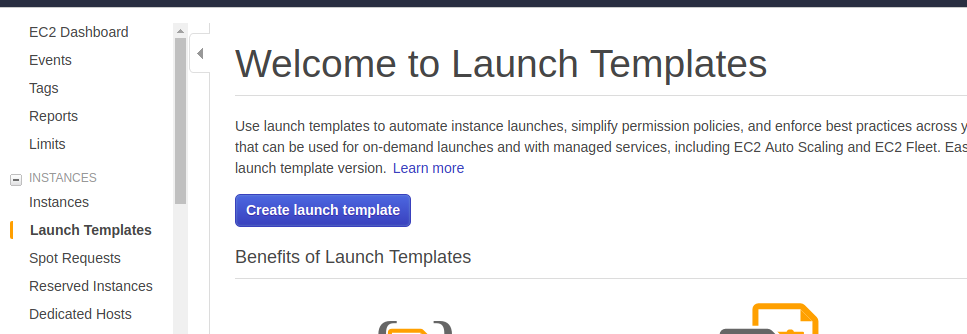 EC2 Dashboard
Events
Tags
Reports
Limits
INSTANCES
Instances
Launch Templates
Spot Requests
Reserved Instances
Dedicated Hosts
Welcome to Launch Templates
Use launch templates to automate instance launches, simplify permission policies, and enforce best practices across
that can be used for on-demand launches and with managed services, including EC2 Auto Scaling and EC2 Fleet.
launch template version. Learn more
Create launch template
Benefits of Launch Templates